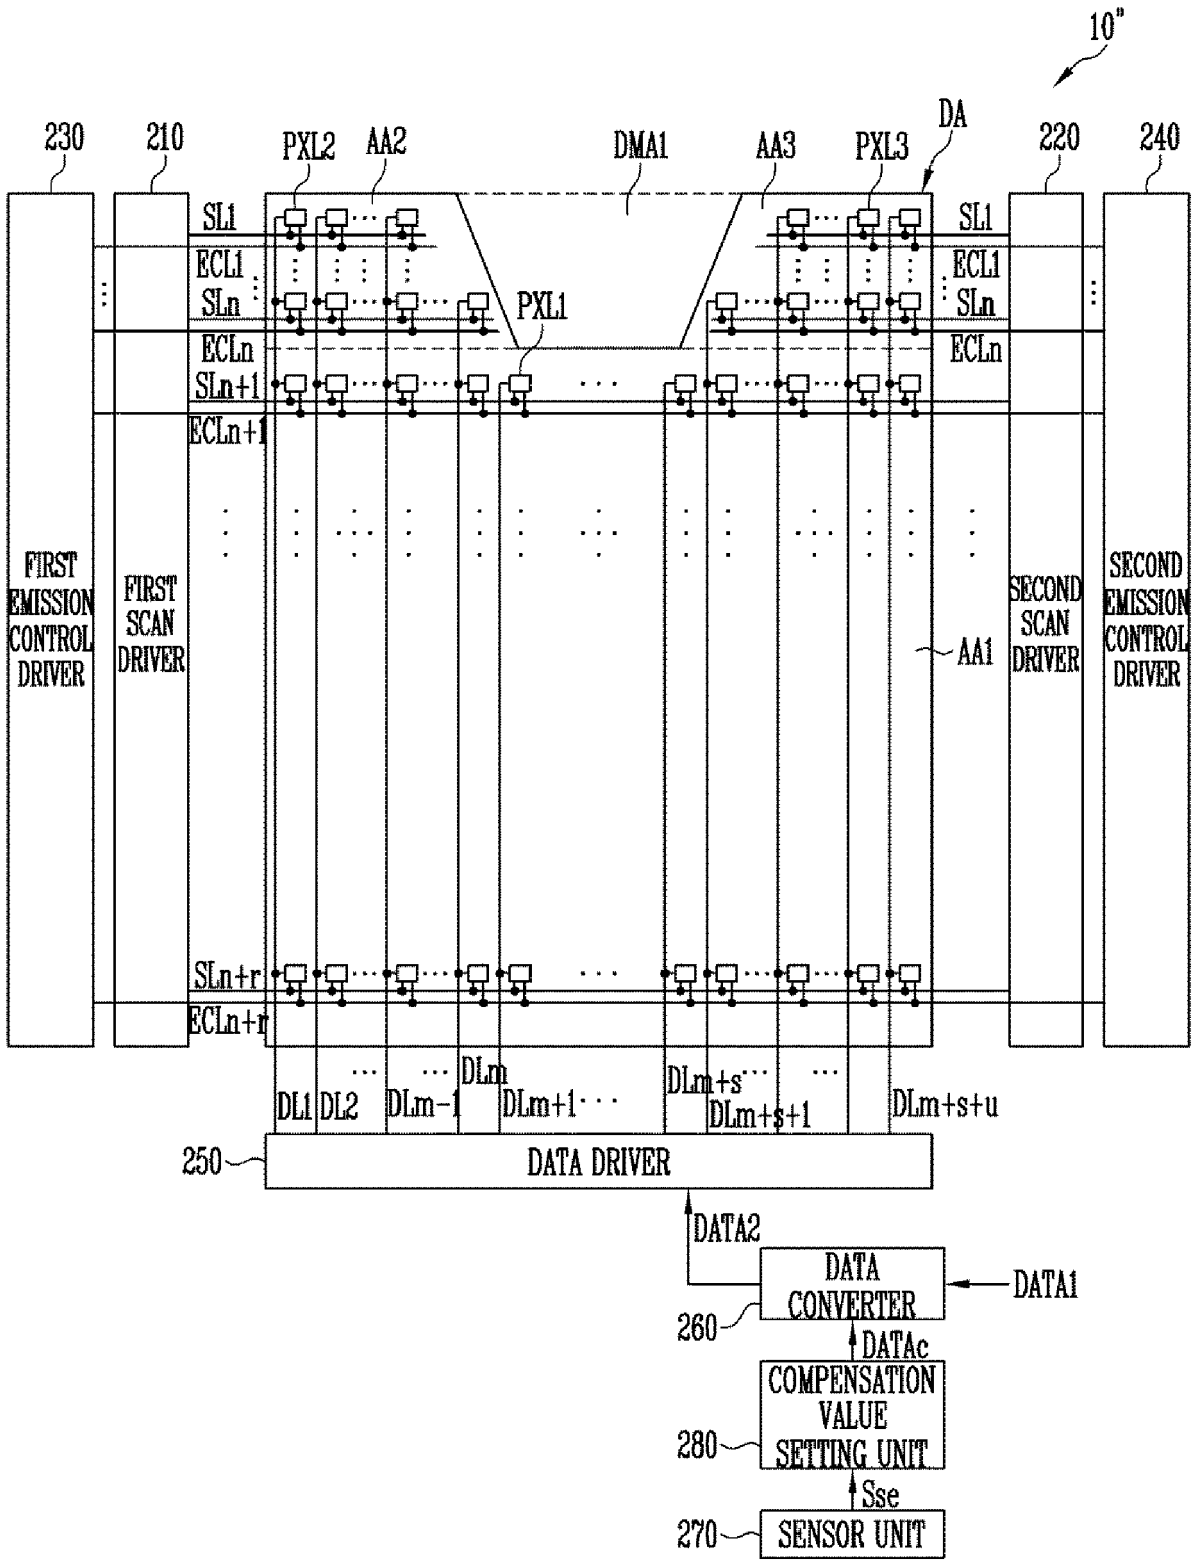 10"
230
210
PXL2
AA2
DMA1
AA3
PXL3
DA
220
240
SL1
SL1
ECL1
ECL1
SLn
PXL1
SLn
ECLn
ECLn
SLn+1
ECLn+1
FIRST
EMISSION
CONTROL
DRIVER
FIRST
SCAN
DRIVER
AA1
SECOND
SCAN
DRIVER
SECOND
EMISSION
CONTROL
DRIVER
SLn+r
ECLn+r
DL1
DL2
DLm-1
DLm
DLm+1
DLm+s
DLm+s+1
DLm+s+u
250
DATA DRIVER
DATA2
DATA
CONVERTER
DATA1
260
DATAc
COMPENSATION
VALUE
SETTING UNIT
280
Sse
270
SENSOR UNIT